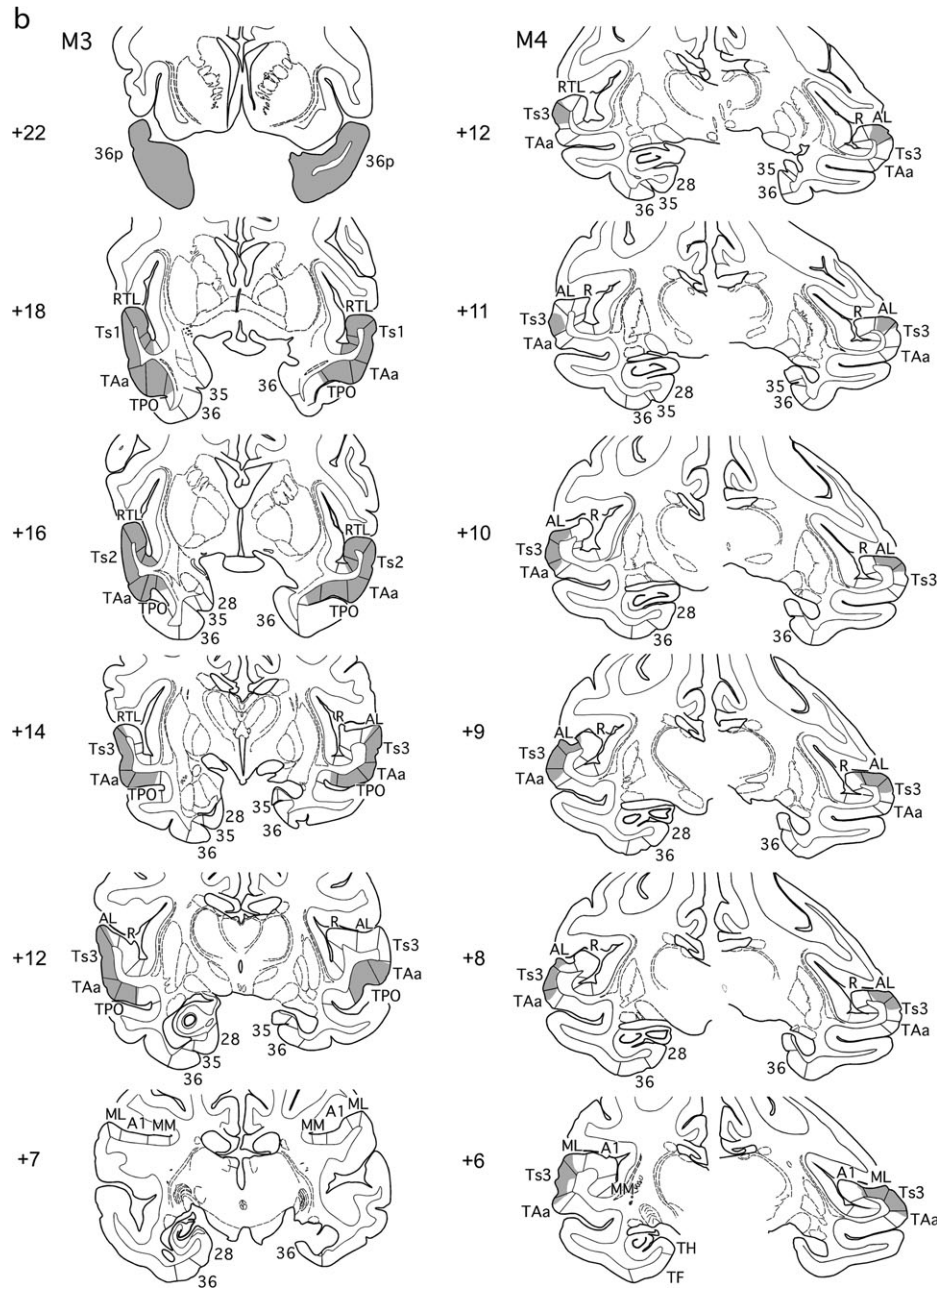 b
M3
+22
36p
36p
+18
RTL
RTL
Ts1
Ts1
TAa
TAa
TPO
TPO
35
36
36
+16
RTL
RTL
Ts2
Ts2
TAa
TAa
TPO
TPO
28
35
36
36
+14
RTL
R
AL
Ts3
Ts3
TAa
TAa
TPO
TPO
28
35
35
36
36
+12
AL
R
R
AL
Ts3
Ts3
TAa
TAa
TPO
TPO
28
35
35
36
36
+7
ML
A1
MM
MM
A1
ML
28
36
36
M4
+12
RTL
R
AL
Ts3
Ts3
TAa
TAa
28
35
35
36
36
+11
AL
R
R
AL
Ts3
Ts3
TAa
TAa
28
35
35
36
36
+10
AL
R
R
AL
Ts3
Ts3
TAa
28
36
36
+9
AL
R
R
AL
Ts3
Ts3
TAa
TAa
28
36
36
+8
AL
R
R
AL
Ts3
Ts3
TAa
TAa
28
36
36
+6
ML
A1
A1
ML
Ts3
Ts3
MM
TAa
TAa
TH
TF